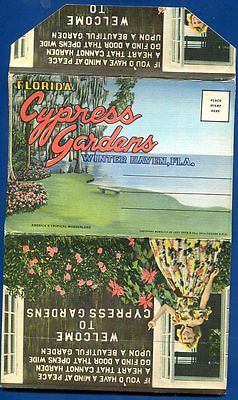 IF YOU'D HAVE A MIND AT PEACE
A HEART THAT CANNOT HARDEN
GO FIND A DOOR THAT OPENS WIDE
UPON A BEAUTIFUL GARDEN
WELCOME
TO
FLORIDA
Cypress
Gardens
WINTER HAVEN, FLA.
PLACE
STAMP
HERE
AMERICA'S TROPICAL WONDERLAND
IF YOU'D HAVE A MIND AT PEACE
A HEART THAT CANNOT HARDEN
GO FIND A DOOR THAT OPENS WIDE
UPON A BEAUTIFUL GARDEN
WELCOME
TO
CYPRESS GARDENS